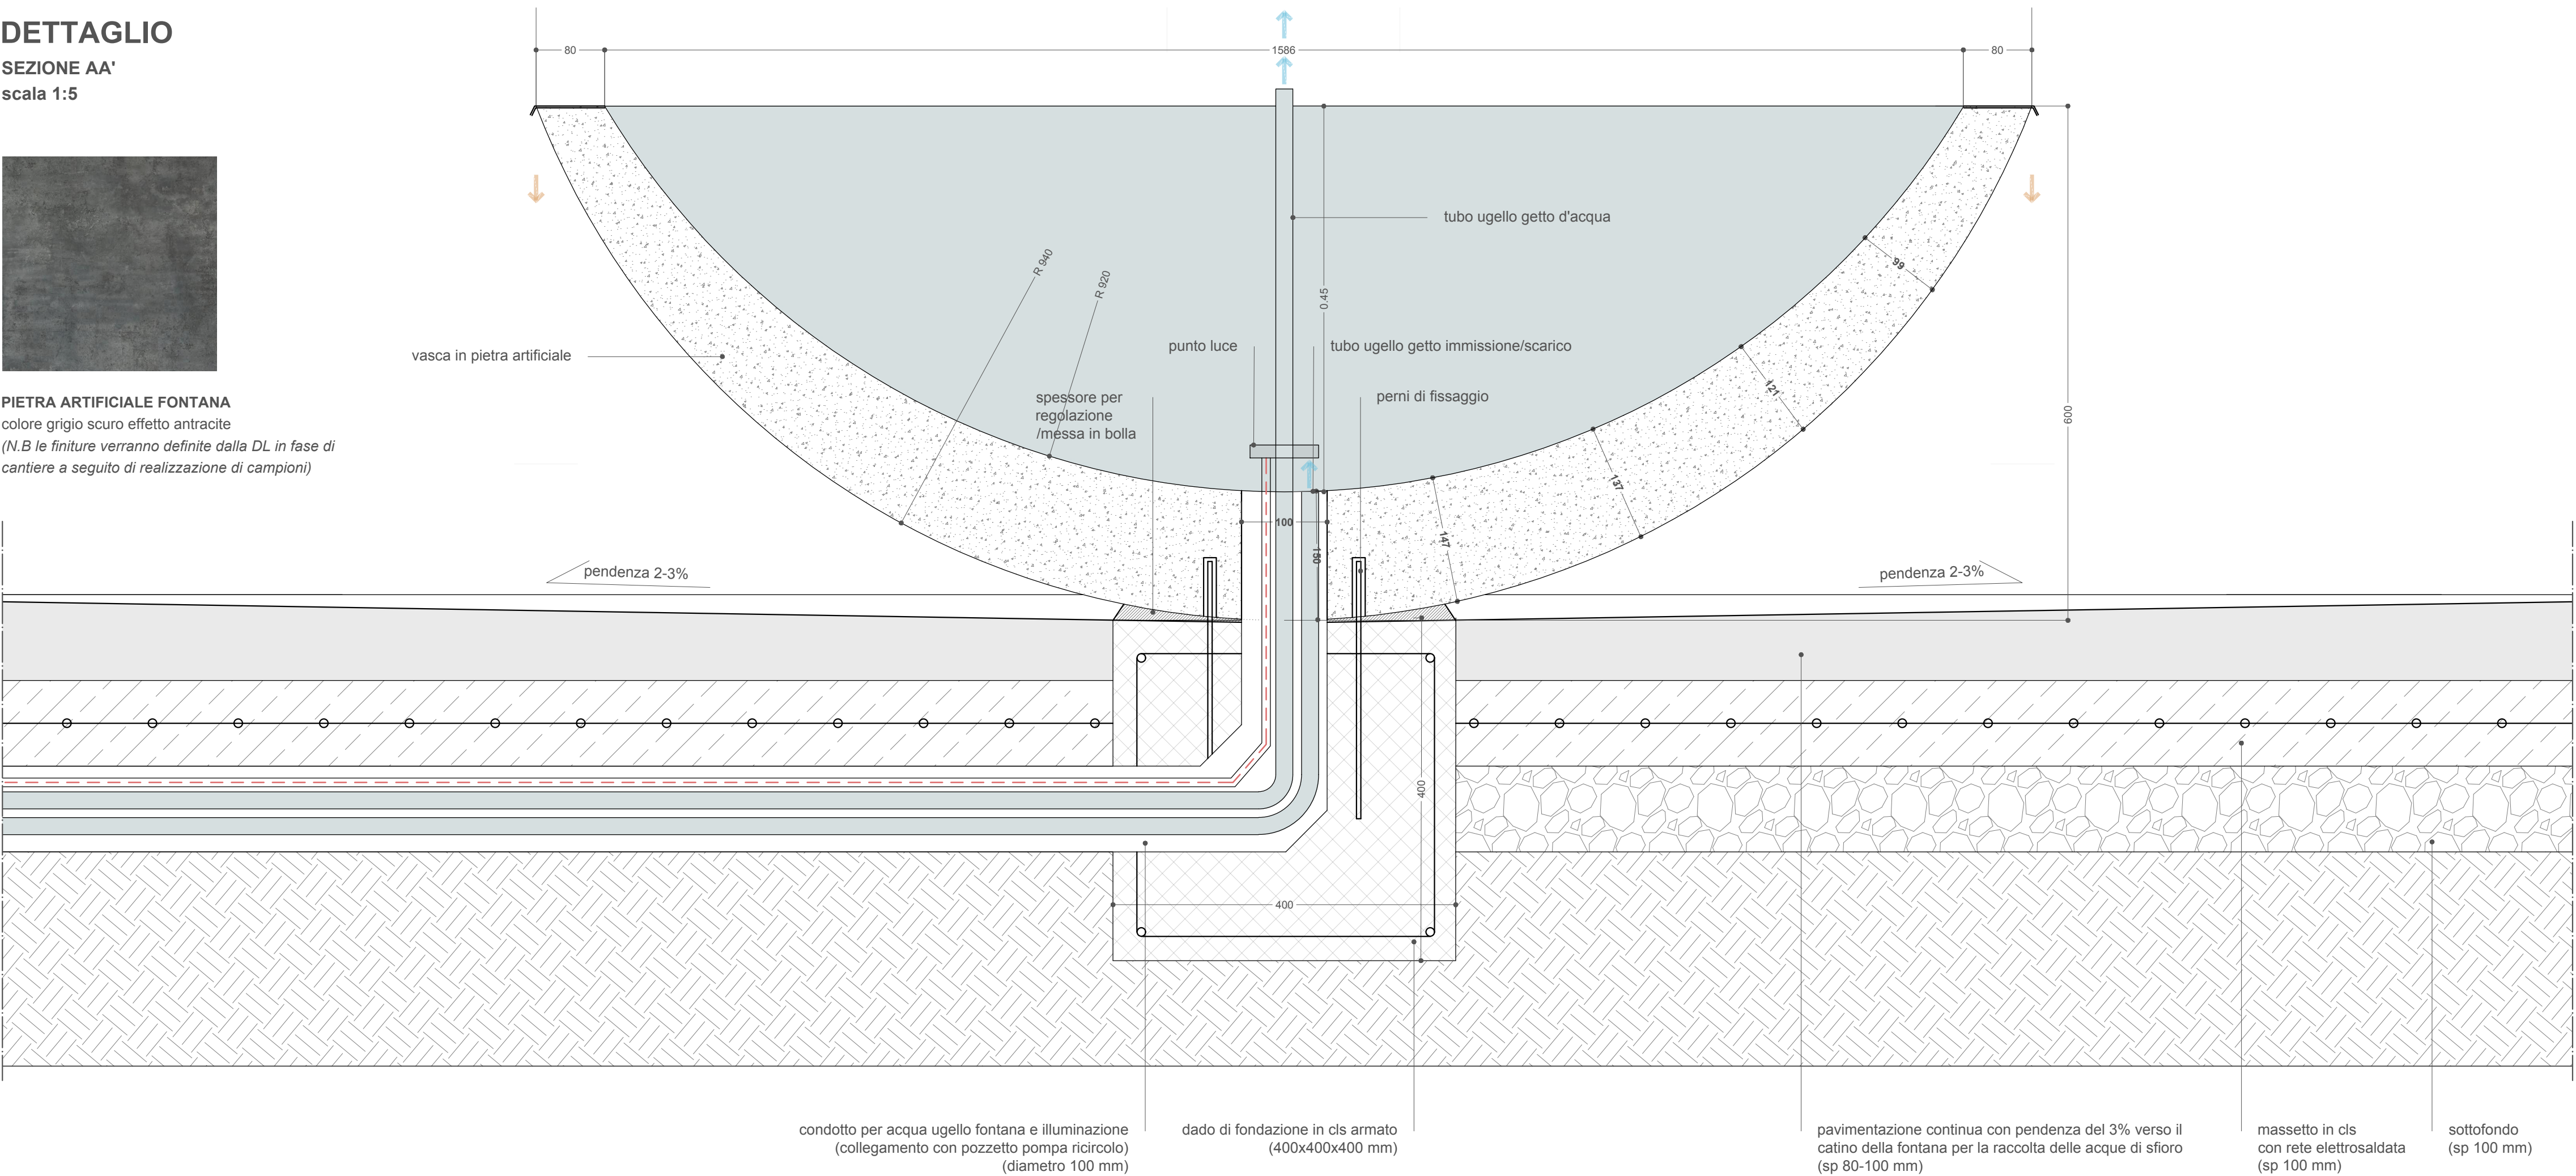 DETTAGLIO
SEZIONE AA'
scala 1:5
80
1586
80
PIETRA ARTIFICIALE FONTANA
colore grigio scuro effetto antracite
(N.B le finiture verranno definite dalla DL in fase di
cantiere a seguito di realizzazione di campioni)
tubo ugello getto d'acqua
R 940
R 920
0.45
99
vasca in pietra artificiale
punto luce
tubo ugello getto immissione/scarico
spessore per
regolazione
/messa in bolla
perni di fissaggio
121
600
137
100
147
150
pendenza 2-3%
pendenza 2-3%
400
400
condotto per acqua ugello fontana e illuminazione
(collegamento con pozzetto pompa ricircolo)
(diametro 100 mm)
dado di fondazione in cls armato
(400x400x400 mm)
pavimentazione continua con pendenza del 3% verso il
catino della fontana per la raccolta delle acque di sfioro
(sp 80-100 mm)
massetto in cls
con rete elettrosaldata
(sp 100 mm)
sottofondo
(sp 100 mm)